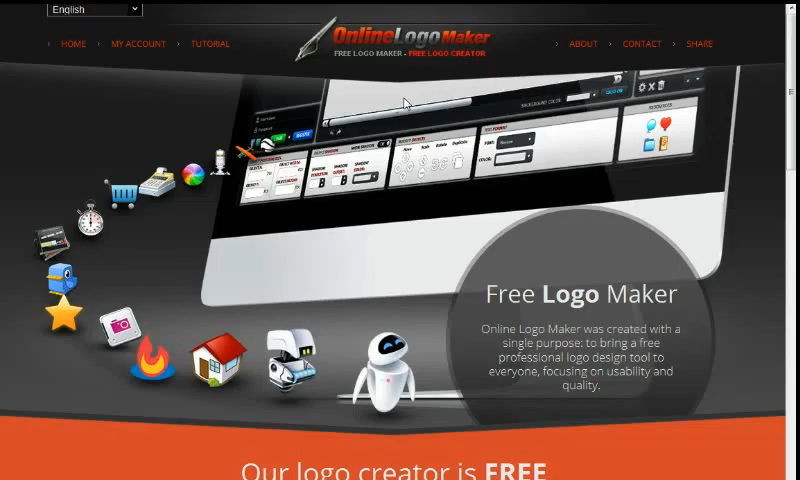 English
HOME
MY ACCOUNT
TUTORIAL
OnlineLogoMaker
FREE LOGO MAKER - FREE LOGO CREATOR
ABOUT
CONTACT
SHARE
BACKGROUND COLOR
Free Logo Maker
Online Logo Maker was created with a
single purpose: to bring a free
professional logo design tool to
everyone, focusing on usability and
quality.
Our logo creator is FREE